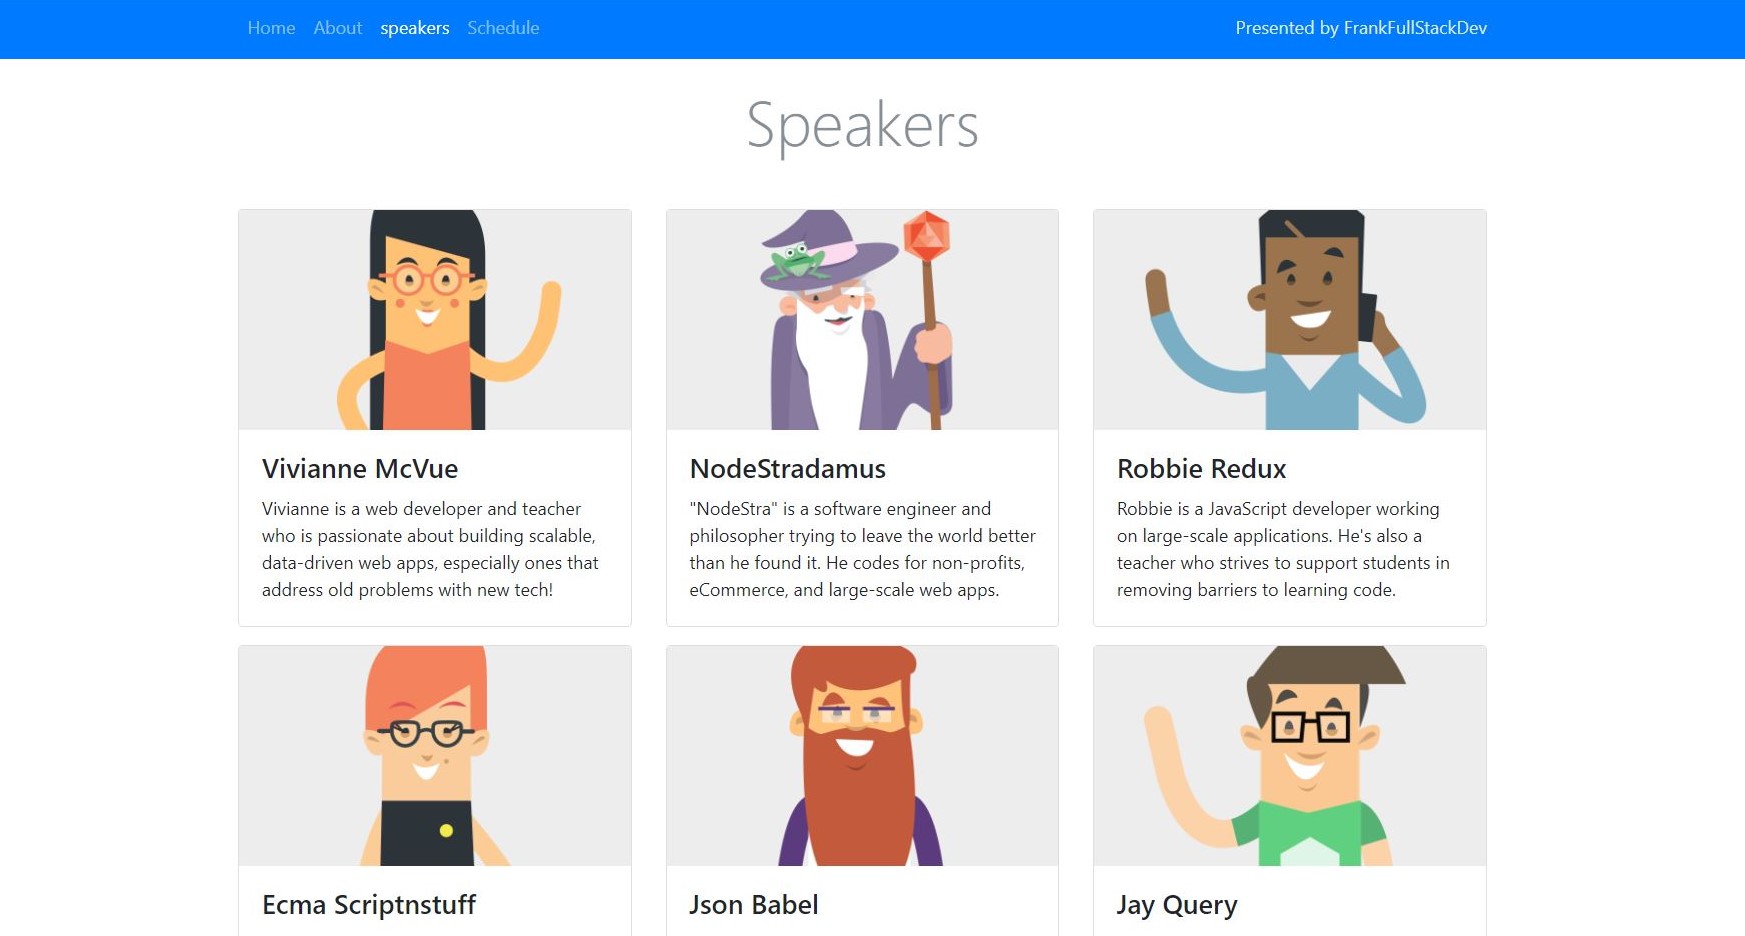 Home About speakers Schedule Presented by FrankFullStackDev
Speakers
Vivianne McVue
Vivianne is a web developer and teacher
who is passionate about building scalable,
data-driven web apps, especially ones that
address old problems with new tech!
NodeStradamus
"NodeStra" is a software engineer and
philosopher trying to leave the world better
than he found it. He codes for non-profits,
eCommerce, and large-scale web apps.
Robbie Redux
Robbie is a JavaScript developer working
on large-scale applications. He's also a
teacher who strives to support students in
removing barriers to learning code.
Ecma Scriptnstuff
Json Babel
Jay Query